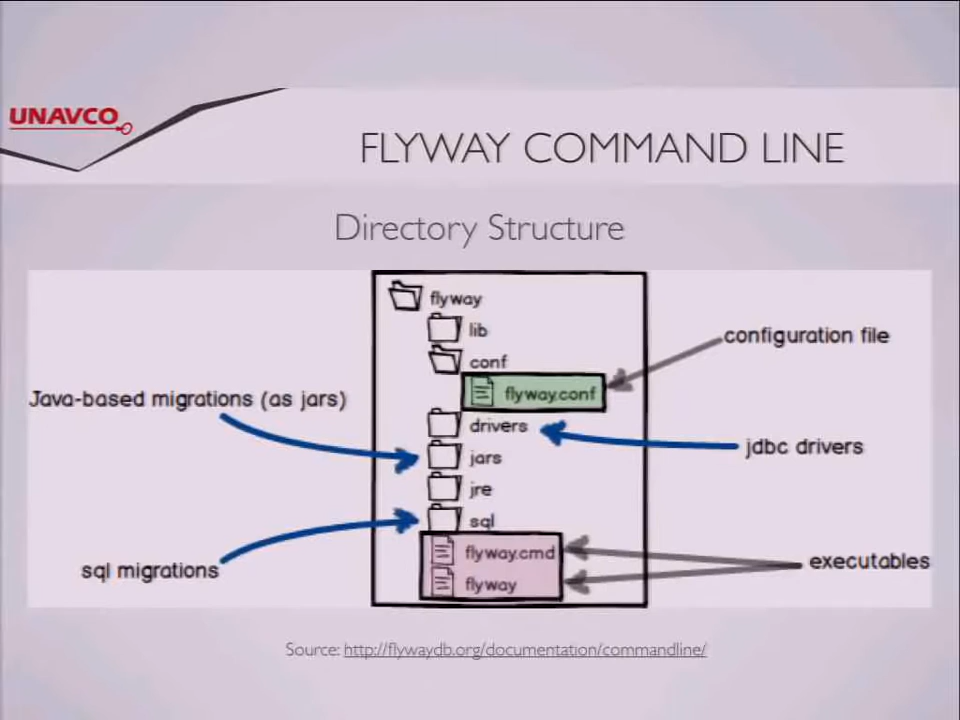 UNAVCO
FLYWAY COMMAND LINE
Directory Structure
flyway
lib
conf
configuration file
flyway.conf
Java-based migrations (as jars)
drivers
jdbc drivers
jars
jre
sql
sql migrations
flyway.cmd
executables
flyway
Source: http://flywaydb.org/documentation/commandline/